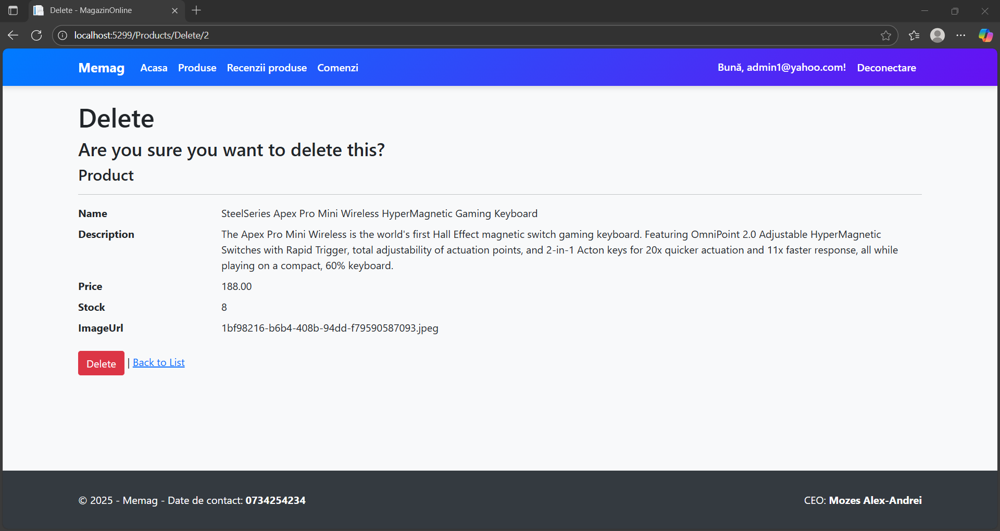 Delete - MagazinOnline
localhost:5299/Products/Delete/2
Memag Acasa Produse Recenzii produse Comenzi Bună, admin1@yahoo.com! Deconectare
Delete
Are you sure you want to delete this?
Product
Name SteelSeries Apex Pro Mini Wireless HyperMagnetic Gaming Keyboard
Description The Apex Pro Mini Wireless is the world's first Hall Effect magnetic switch gaming keyboard. Featuring OmniPoint 2.0 Adjustable HyperMagnetic
Switches with Rapid Trigger, total adjustability of actuation points, and 2-in-1 Acton keys for 20x quicker actuation and 11x faster response, all while
playing on a compact, 60% keyboard.
Price 188.00
Stock 8
ImageUrl 1bf98216-b6b4-408b-94dd-f79590587093.jpeg
Delete | Back to List
© 2025 - Memag - Date de contact: 0734254234 CEO: Mozes Alex-Andrei